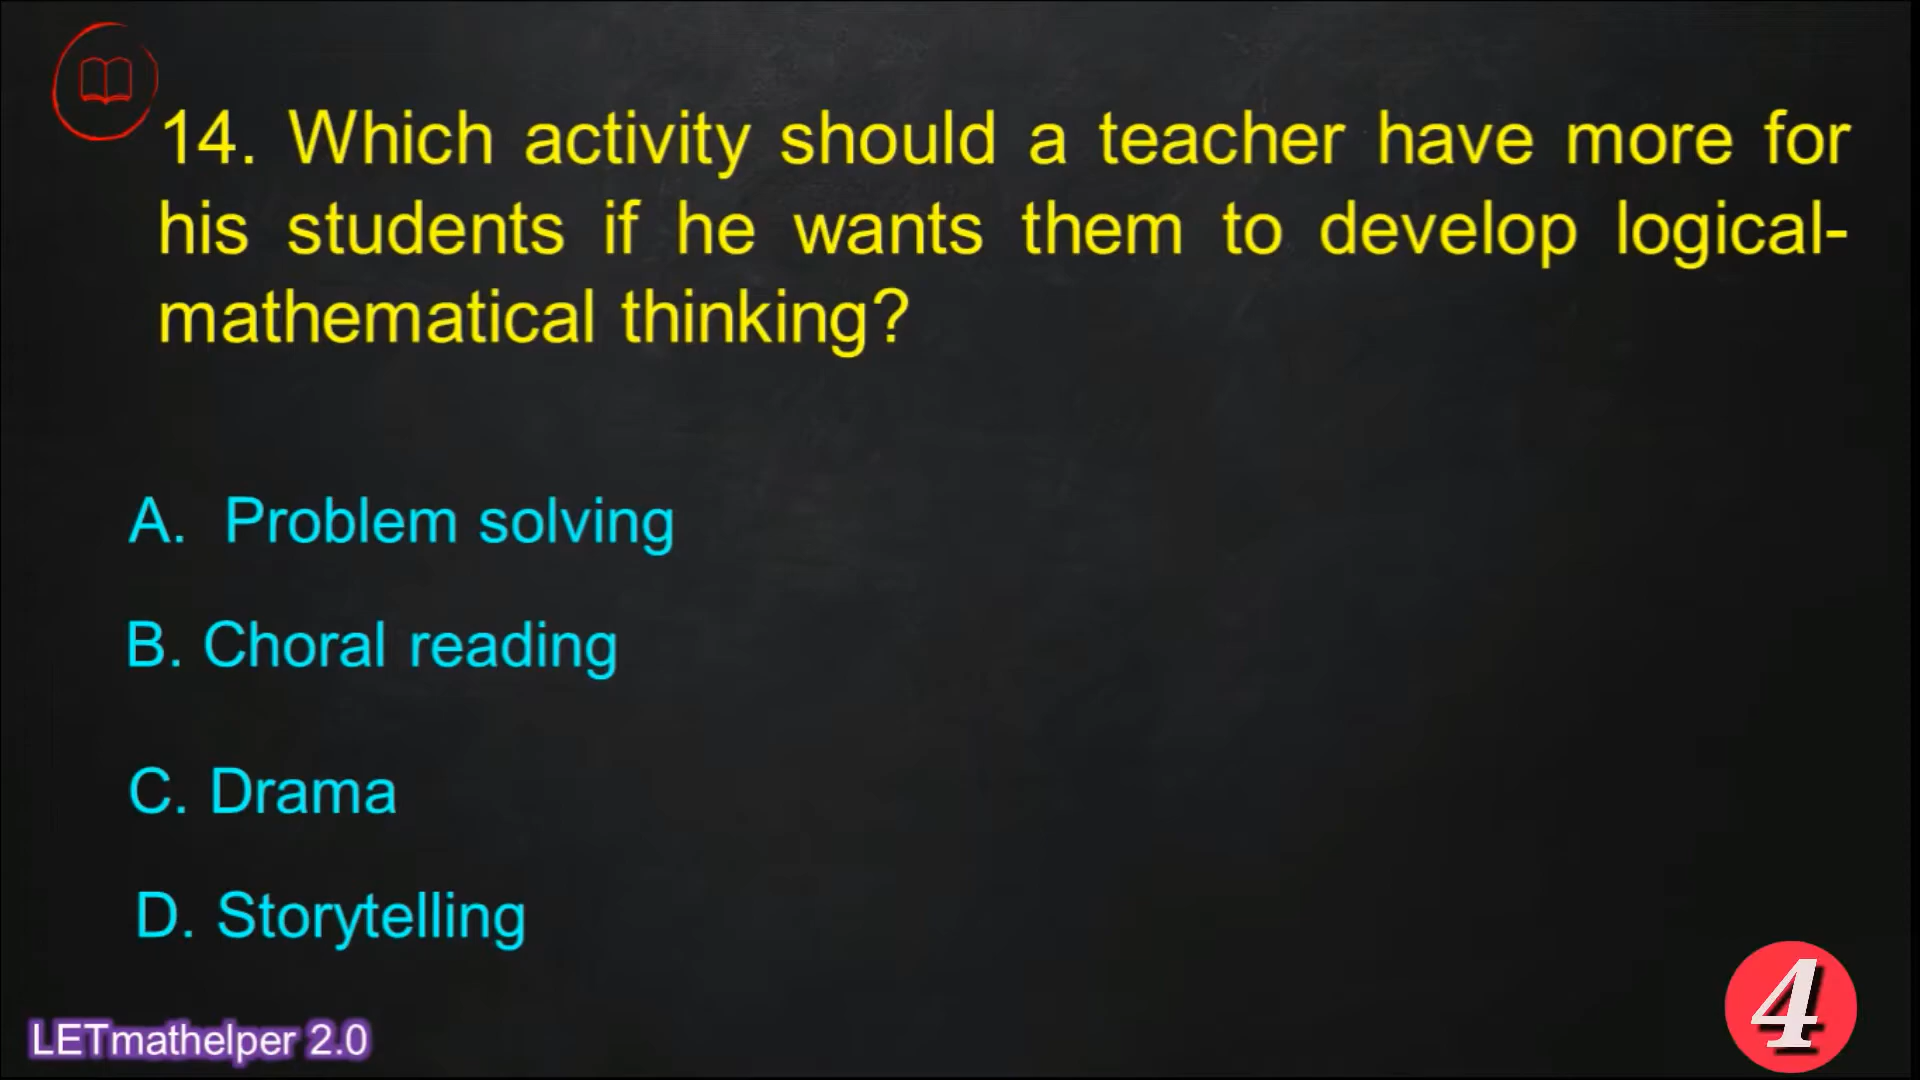 14. Which activity should a teacher have more for
his students if he wants them to develop logical-
mathematical thinking?
A. Problem solving
B. Choral reading
C. Drama
D. Storytelling
LETmathelper 2.0
4